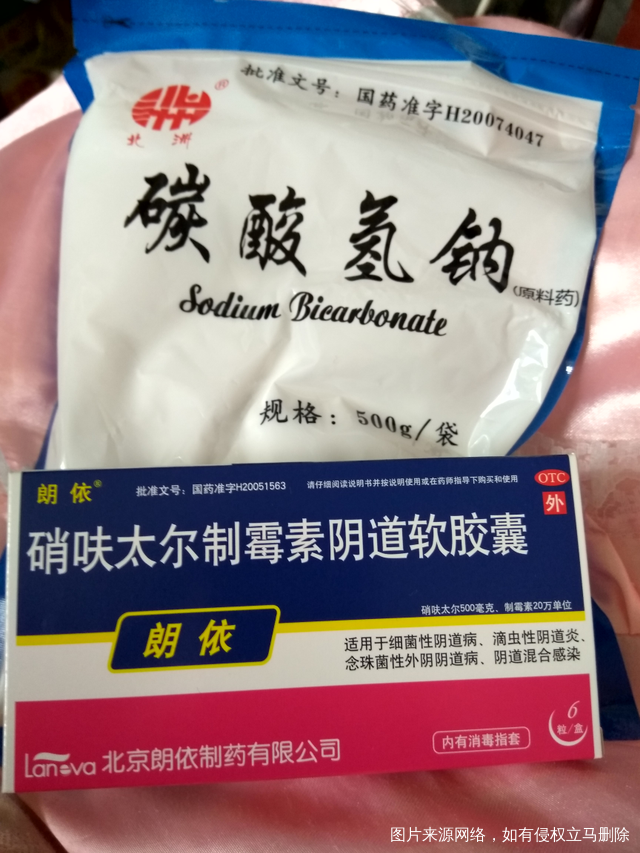 批准文号：国药准字H20074047
北洲®
碳酸氢钠(原料药)
Sodium Bicarbonate
规格：500g/袋
朗依®
批准文号：国药准字H20051563
请仔细阅读说明书并按说明使用或在药师指导下购买和使用
OTC
外
硝呋太尔制霉素阴道软胶囊
硝呋太尔500毫克、制霉素20万单位
朗依
适用于细菌性阴道病、滴虫性阴道炎、
念珠菌性外阴阴道病、阴道混合感染
6粒/盒
Lanova 北京朗依制药有限公司
内有消毒指套
图片来源网络，如有侵权立马删除